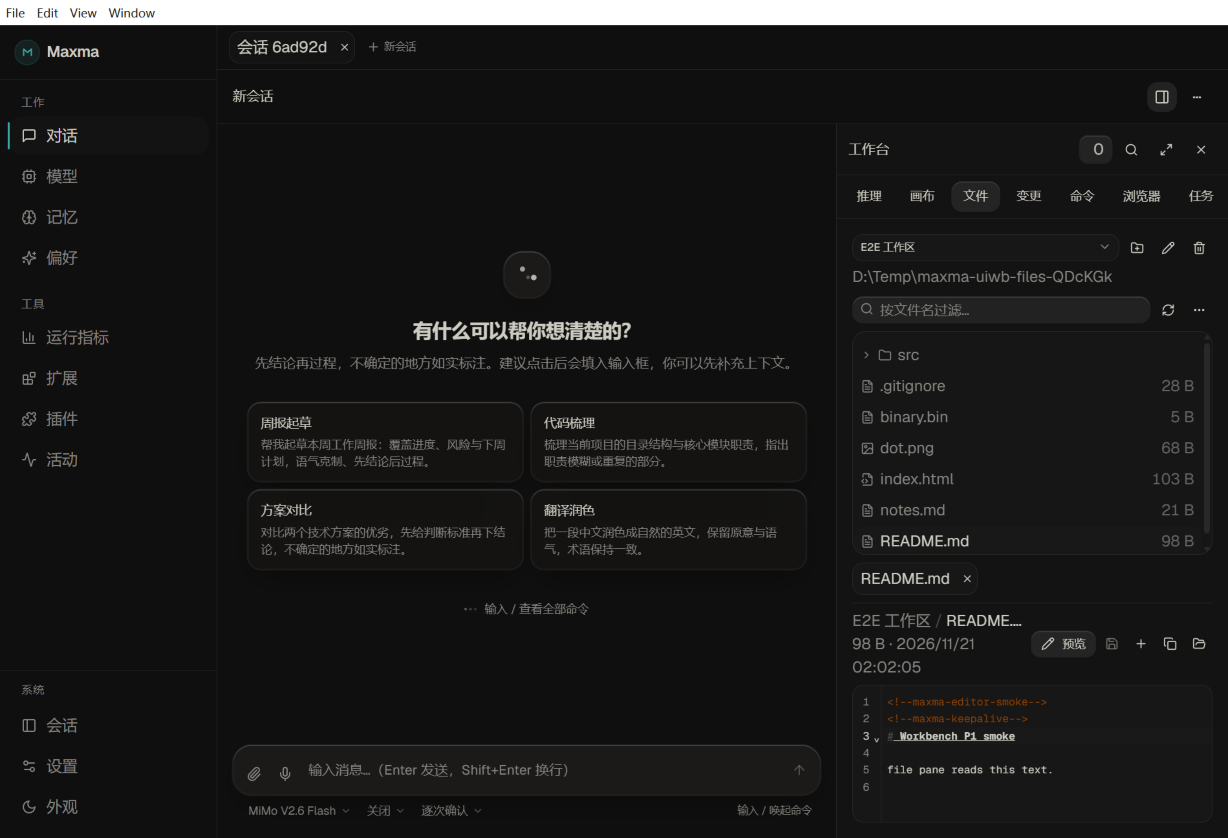 File Edit View Window
M Maxma
工作
对话
模型
记忆
偏好
工具
运行指标
扩展
插件
活动
系统
会话
设置
外观
会话 6ad92d × + 新会话
新会话
有什么可以帮你想清楚的?
先结论再过程，不确定的地方如实标注。建议点击后会填入输入框，你可以先补充上下文。
周报起草
帮我起草本周工作周报：覆盖进度、风险与下周
计划，语气克制、先结论后过程。
代码梳理
梳理当前项目的目录结构与核心模块职责，指出
职责模糊或重复的部分。
方案对比
对比两个技术方案的优劣，先给判断标准再下结
论，不确定的地方如实标注。
翻译润色
把一段中文润色成自然的英文，保留原意与语
气，术语保持一致。
输入 / 查看全部命令
输入消息…（Enter 发送，Shift+Enter 换行）
MiMo V2.6 Flash 关闭 逐次确认 输入 / 唤起命令
工作台 0
推理 画布 文件 变更 命令 浏览器 任务
E2E 工作区
D:\Temp\maxma-uiwb-files-QDcKGk
按文件名过滤…
src
.gitignore 28 B
binary.bin 5 B
dot.png 68 B
index.html 103 B
notes.md 21 B
README.md 98 B
README.md ×
E2E 工作区 / README....
98 B · 2026/11/21
02:02:05
预览
1 <!--maxma-editor-smoke-->
2 <!--maxma-keepalive-->
3 # Workbench P1 smoke
4
5 file pane reads this text.
6